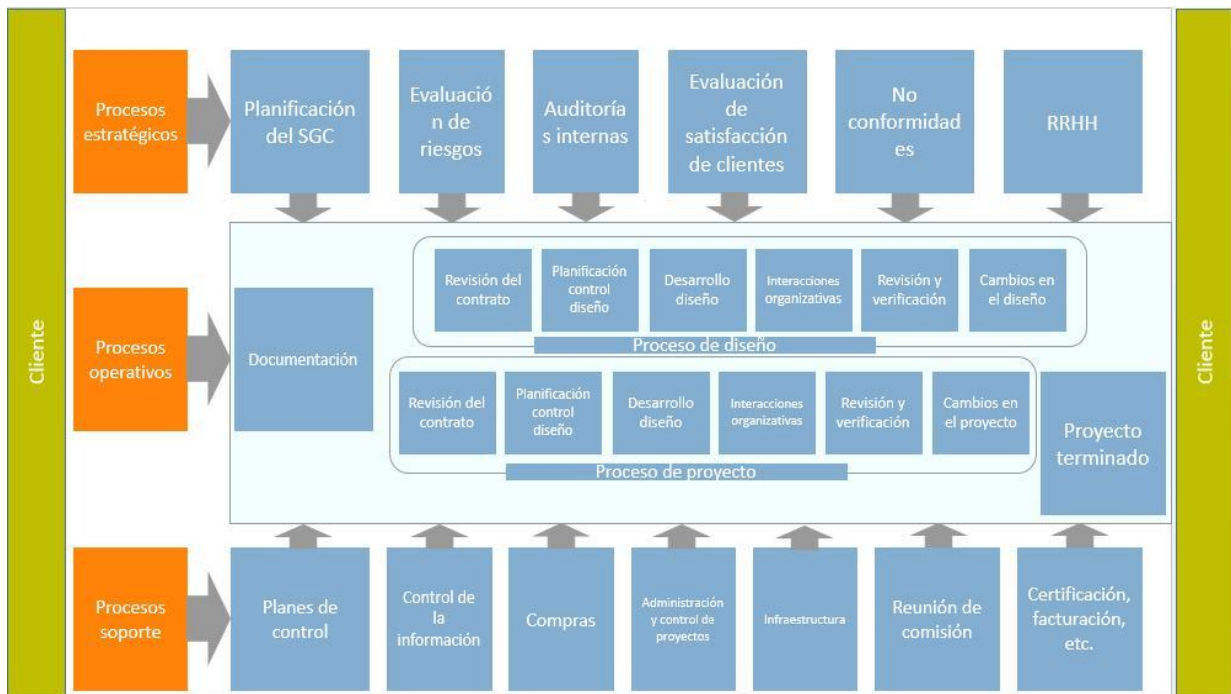 Cliente
Procesos
estratégicos
Planificación
del SGC
Evaluació
n de
riesgos
Auditoría
s internas
Evaluación
de
satisfacción
de clientes
No
conformidad
es
RRHH
Procesos
operativos
Documentación
Revisión del
contrato
Planificación
control
diseño
Desarrollo
diseño
Interacciones
organizativas
Revisión y
verificación
Cambios en
el diseño
Proceso de diseño
Revisión del
contrato
Planificación
control
diseño
Desarrollo
diseño
Interacciones
organizativas
Revisión y
verificación
Cambios en
el proyecto
Proceso de proyecto
Proyecto
terminado
Procesos
soporte
Planes de
control
Control de
la
información
Compras
Administración
y control de
proyectos
Infraestructura
Reunión de
comisión
Certificación,
facturación,
etc.
Cliente